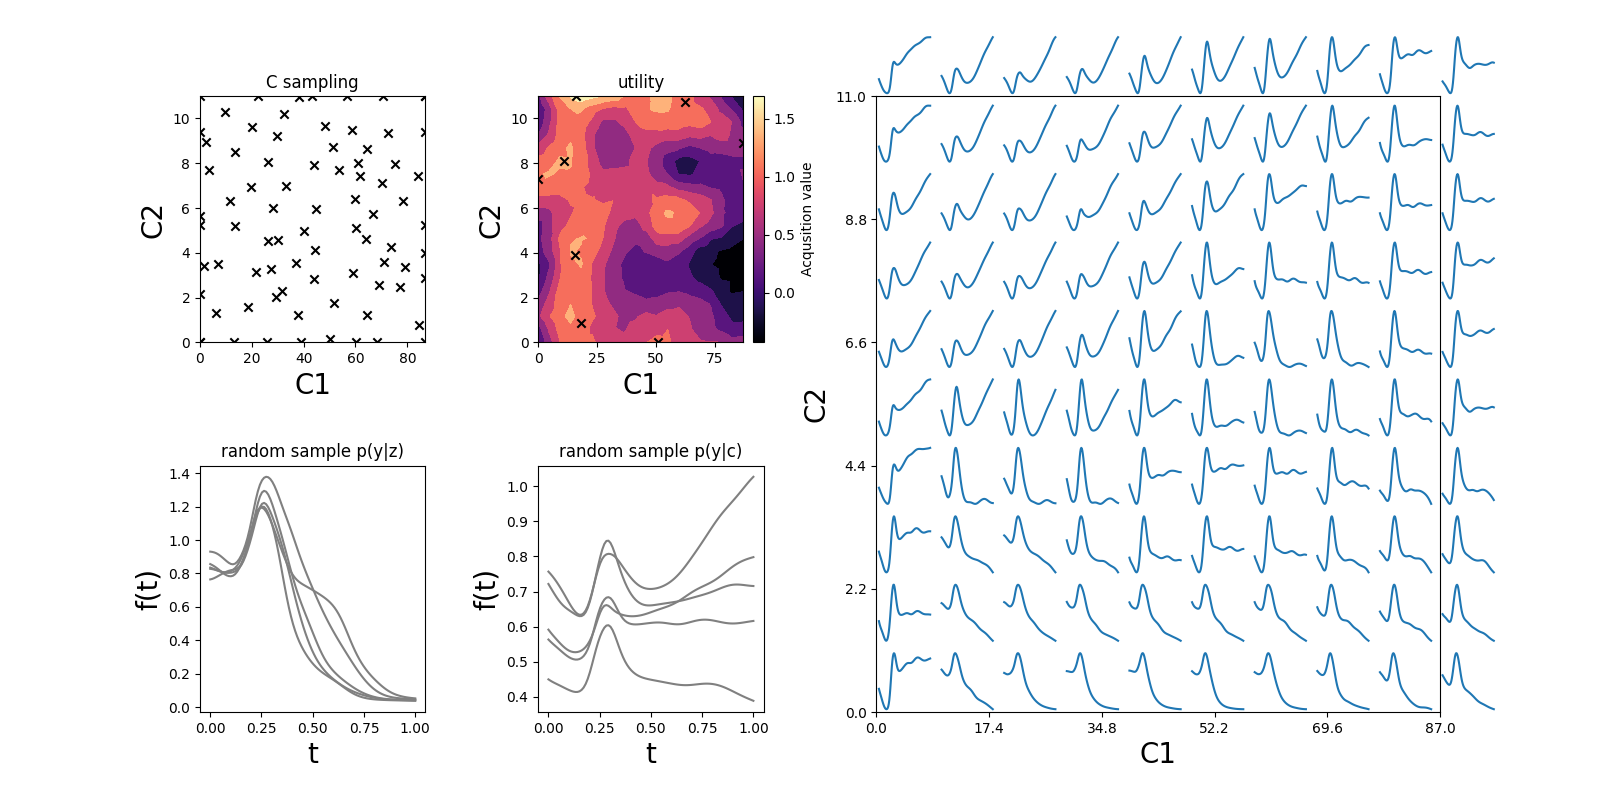 C sampling
10
8
6
4
2
0
C2
0 20 40 60 80
C1
utility
10
8
6
4
2
0
C2
0 25 50 75
C1
1.5
1.0
0.5
0.0
Acqusition value
random sample p(y|z)
1.4
1.2
1.0
0.8
0.6
0.4
0.2
0.0
f(t)
0.00 0.25 0.50 0.75 1.00
t
random sample p(y|c)
1.0
0.9
0.8
0.7
0.6
0.5
0.4
f(t)
0.00 0.25 0.50 0.75 1.00
t
11.0
8.8
6.6
4.4
2.2
0.0
C2
0.0 17.4 34.8 52.2 69.6 87.0
C1